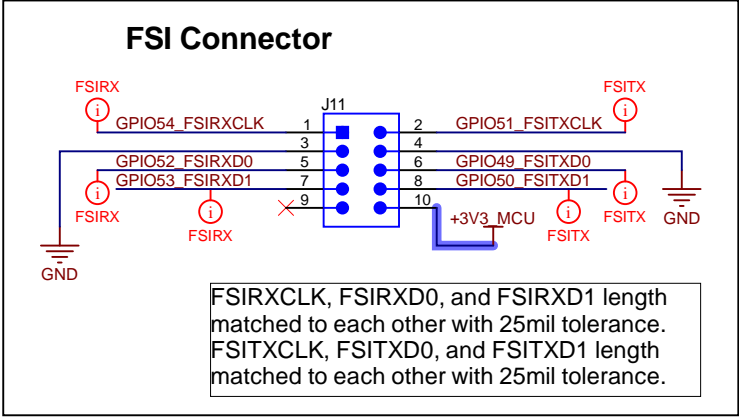 FSI Connector
FSIRX
FSITX
J11
i
i
GPIO54_FSIRXCLK 1 2 GPIO51_FSITXCLK
3 4
GPIO52_FSIRXD0 5 6 GPIO49_FSITXD0
GPIO53_FSIRXD1 7 8 GPIO50_FSITXD1
i
i
i
i
9 10 +3V3_MCU
FSIRX
FSIRX
FSITX
FSITX
GND
GND
FSIRXCLK, FSIRXD0, and FSIRXD1 length
matched to each other with 25mil tolerance.
FSITXCLK, FSITXD0, and FSITXD1 length
matched to each other with 25mil tolerance.